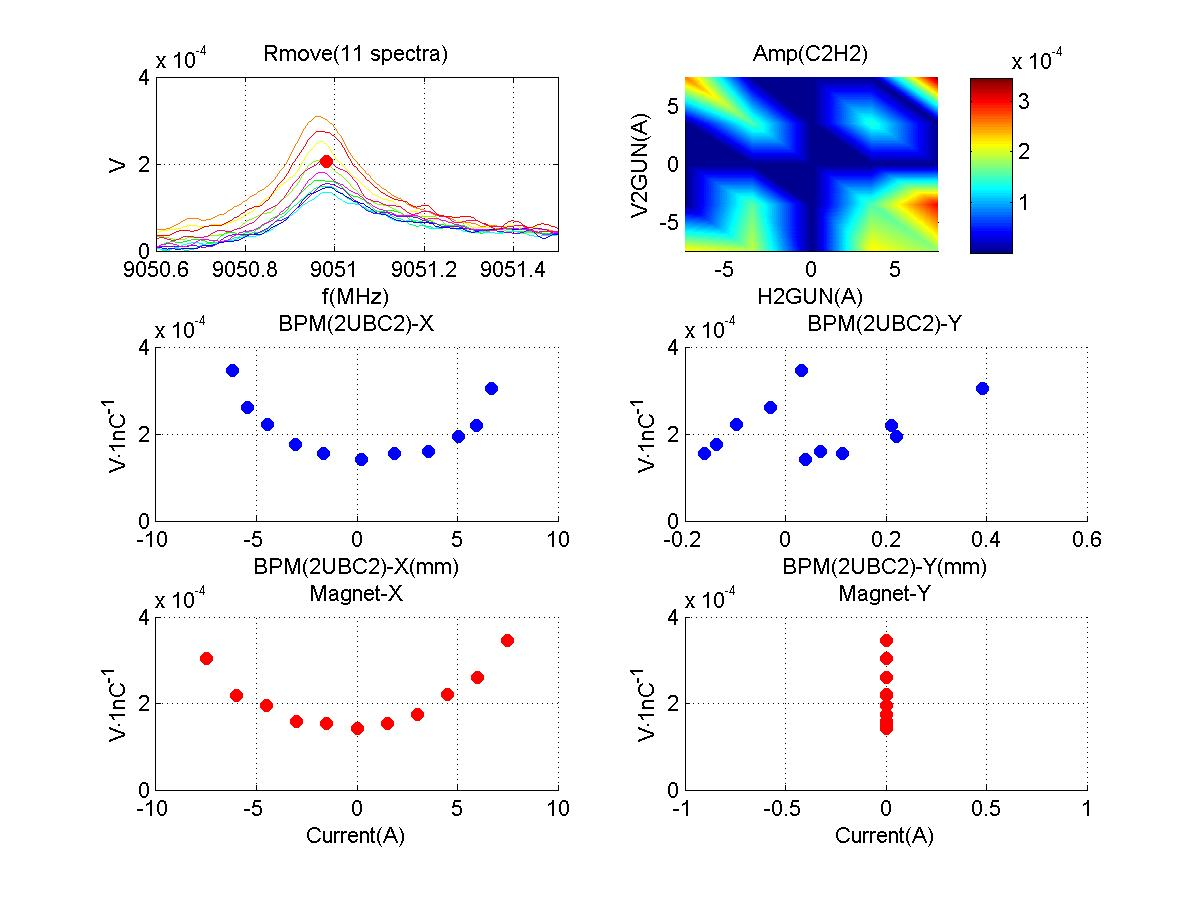 Rmove(11 spectra)
x 10-4
4
2
0
V
9050.6 9050.8 9051 9051.2 9051.4
f(MHz)
Amp(C2H2)
5
0
-5
V2GUN(A)
-5 0 5
H2GUN(A)
x 10-4
3
2
1
BPM(2UBC2)-X
x 10-4
4
2
0
V·1nC-1
-10 -5 0 5 10
BPM(2UBC2)-X(mm)
BPM(2UBC2)-Y
x 10-4
4
2
0
V·1nC-1
-0.2 0 0.2 0.4 0.6
BPM(2UBC2)-Y(mm)
Magnet-X
x 10-4
4
2
0
V·1nC-1
-10 -5 0 5 10
Current(A)
Magnet-Y
x 10-4
4
2
0
V·1nC-1
-1 -0.5 0 0.5 1
Current(A)